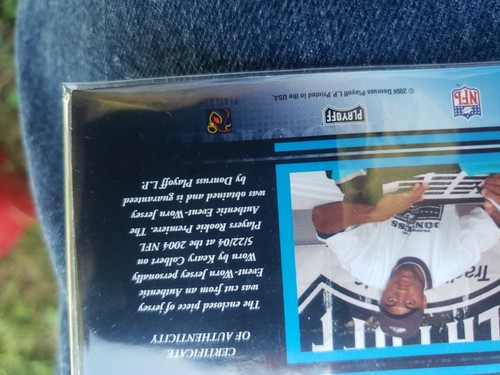 CERTIFICATE
OF AUTHENTICITY
The enclosed piece of jersey
was cut from an Authentic
Event-Worn Jersey personally
Worn by Keary Colbert on
5/22/04 at the 2004 NFL
Players Rookie Premiere. The
Authentic Event-Worn Jersey
was obtained and is guaranteed
by Donruss Playoff L.P.
PLAYERS
PLAYOFF
NFL
© 2004 Donruss Playoff L.P. Printed in the USA.